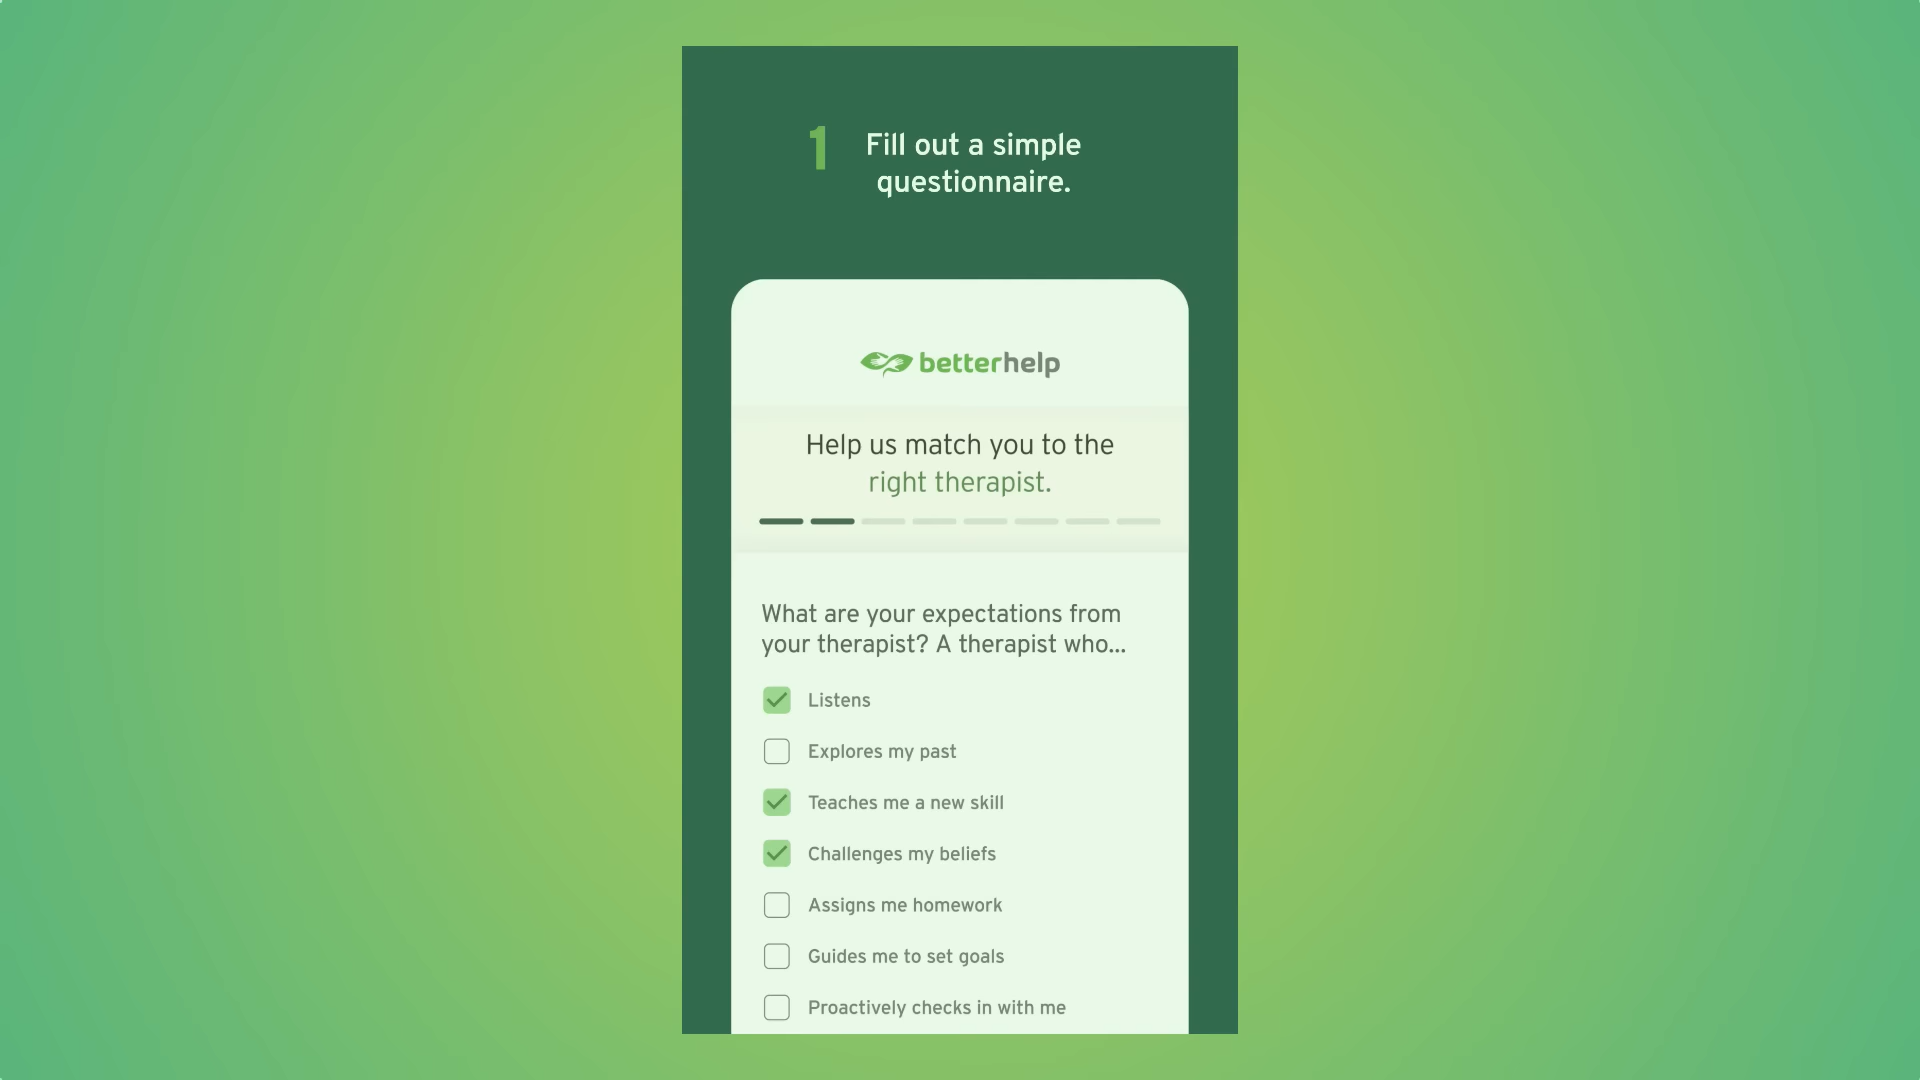 1 Fill out a simple
questionnaire.
betterhelp
Help us match you to the
right therapist.
What are your expectations from
your therapist? A therapist who...
Listens
Explores my past
Teaches me a new skill
Challenges my beliefs
Assigns me homework
Guides me to set goals
Proactively checks in with me